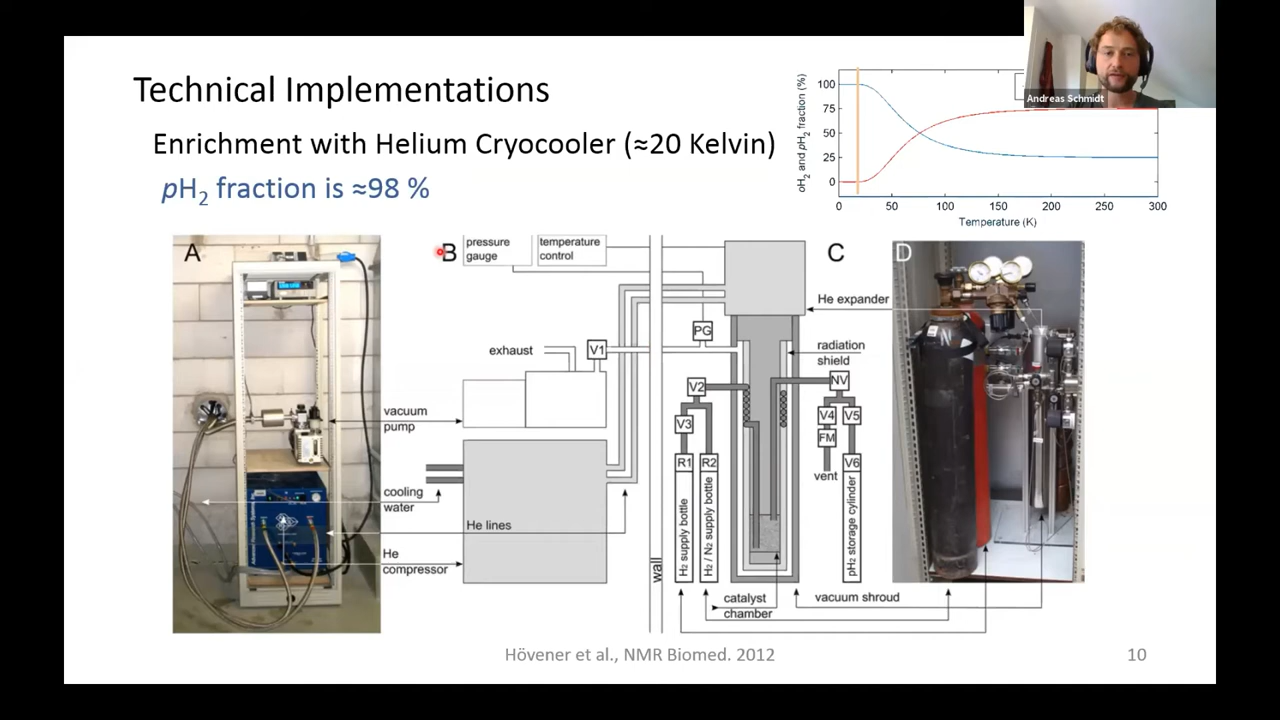 Andreas Schmidt
Technical Implementations
Enrichment with Helium Cryocooler (≈20 Kelvin)
pH2 fraction is ≈98 %
oH2 and pH2 fraction (%)
100
75
50
25
0
0
50
100
150
200
250
300
Temperature (K)
A
B
pressure
gauge
temperature
control
C
D
He expander
PG
exhaust
V1
radiation
shield
V2
NV
V3
V4
V5
vacuum
pump
FM
R1
R2
V6
vent
H2 supply bottle
H2 / N2 supply bottle
pH2 storage cylinder
cooling
water
He lines
He
compressor
wall
catalyst
chamber
vacuum shroud
Hövener et al., NMR Biomed. 2012
10